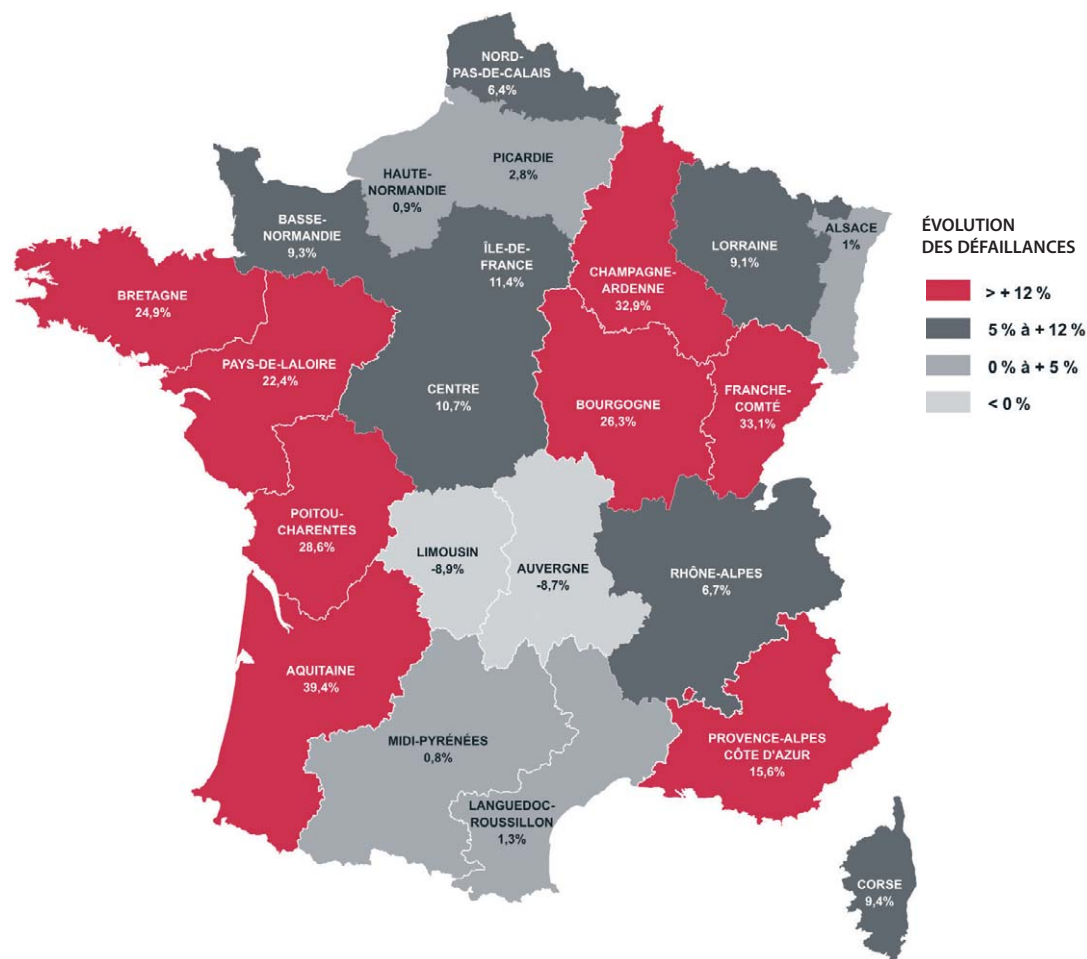 NORD-
PAS-DE-CALAIS
6,4%
PICARDIE
2,8%
HAUTE-
NORMANDIE
0,9%
BASSE-
NORMANDIE
9,3%
ÎLE-DE-
FRANCE
11,4%
CHAMPAGNE-
ARDENNE
32,9%
LORRAINE
9,1%
ALSACE
1%
BRETAGNE
24,9%
PAYS-DE-LALOIRE
22,4%
CENTRE
10,7%
BOURGOGNE
26,3%
FRANCHE-
COMTÉ
33,1%
POITOU-
CHARENTES
28,6%
LIMOUSIN
-8,9%
AUVERGNE
-8,7%
RHÔNE-ALPES
6,7%
AQUITAINE
39,4%
MIDI-PYRÉNÉES
0,8%
LANGUEDOC-
ROUSSILLON
1,3%
PROVENCE-ALPES
CÔTE D'AZUR
15,6%
CORSE
9,4%
ÉVOLUTION
DES DÉFAILLANCES
> + 12 %
5 % à + 12 %
0 % à + 5 %
< 0 %